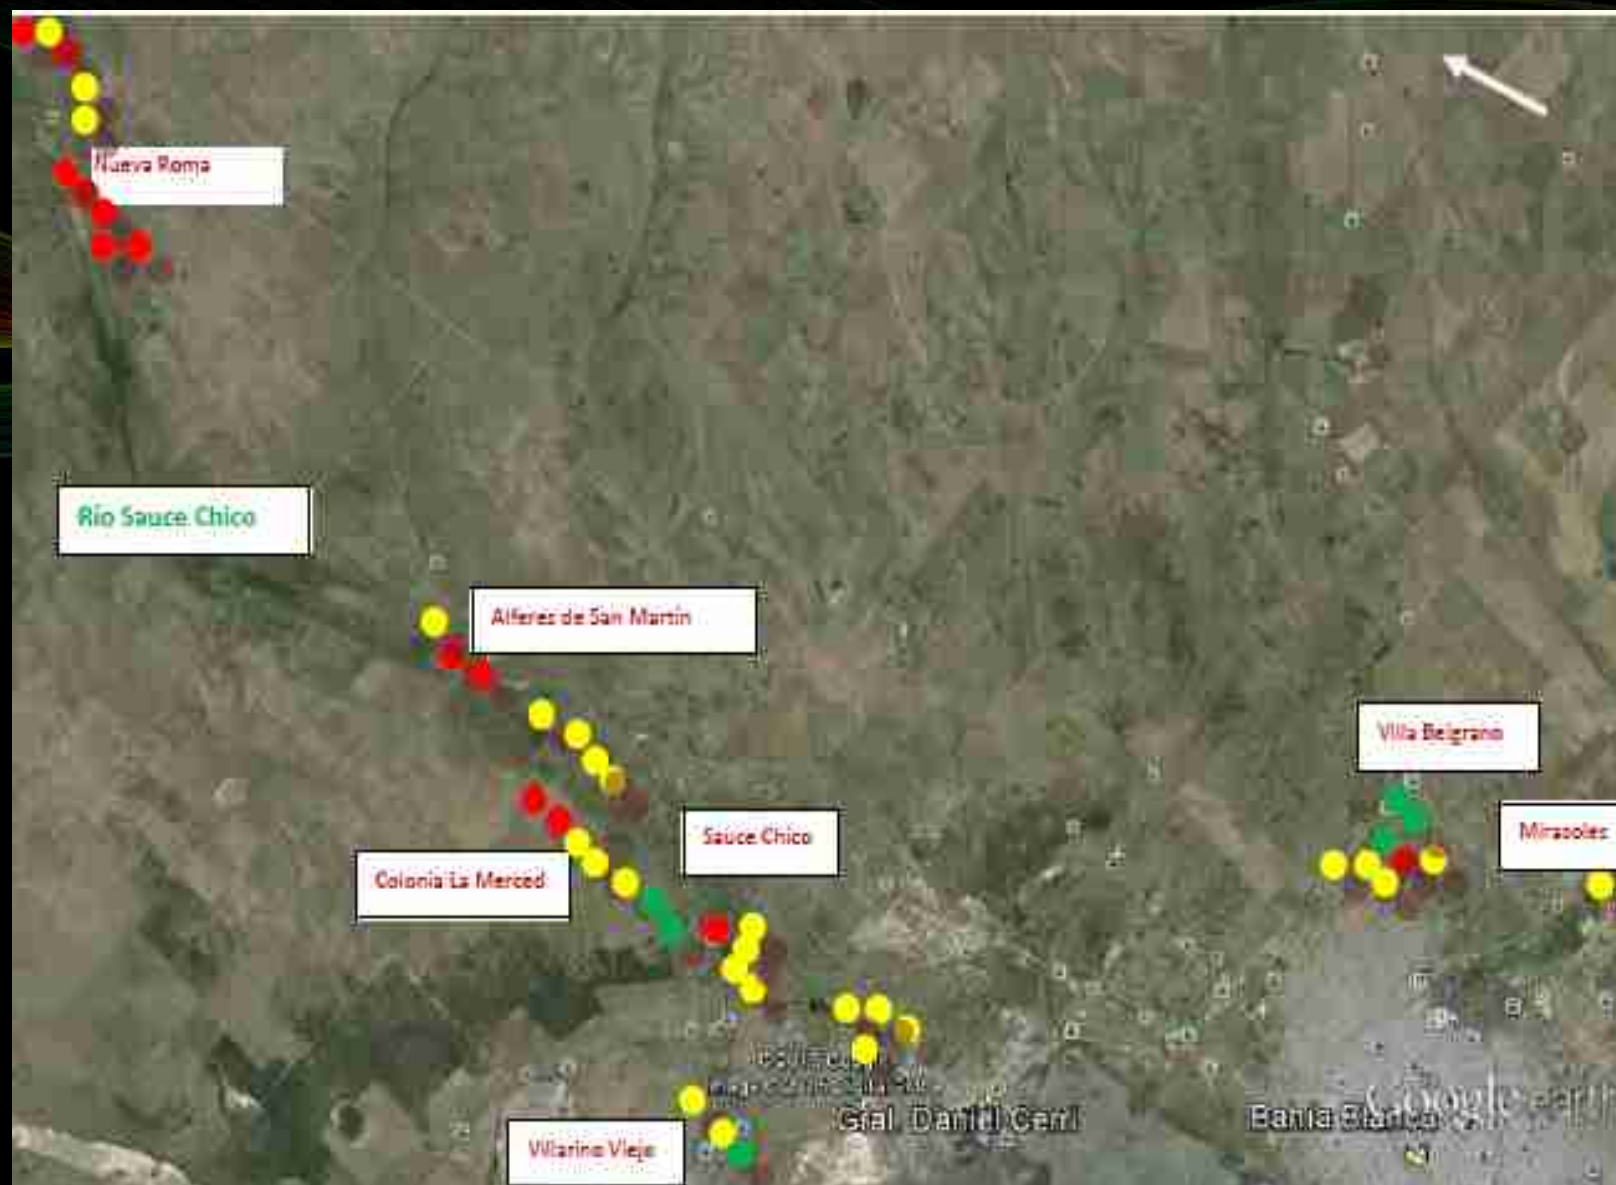 Nueva Roma
Río Sauce Chico
Alferes de San Martín
Villa Belgrano
Mirasoles
Sauce Chico
Colonia La Merced
Gral. Daniel Cerri
Bahía Blanca
Google earth
Villarino Viejo